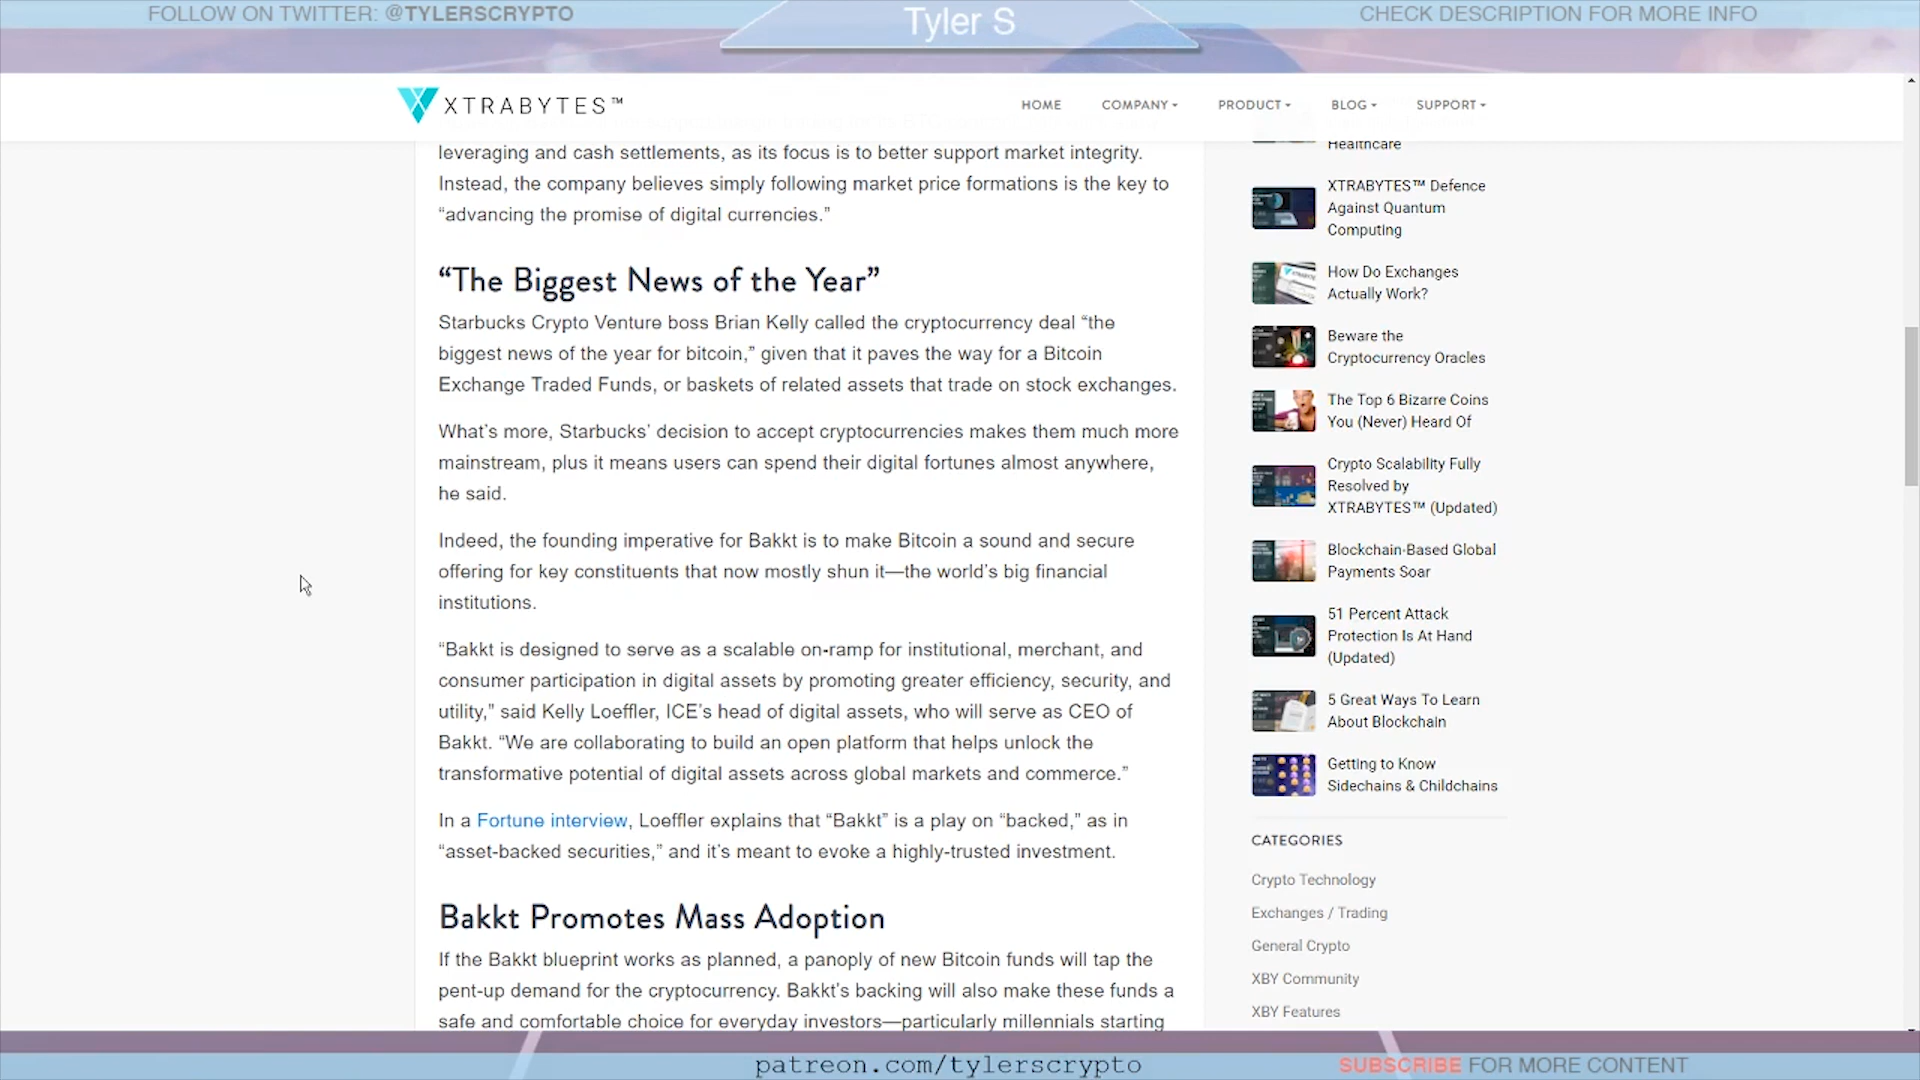 FOLLOW ON TWITTER: @TYLERSCRYPTO
Tyler S
CHECK DESCRIPTION FOR MORE INFO
XTRABYTES™
HOME
COMPANY
PRODUCT
BLOG
SUPPORT
leveraging and cash settlements, as its focus is to better support market integrity.
Instead, the company believes simply following market price formations is the key to
“advancing the promise of digital currencies.”
“The Biggest News of the Year”
Starbucks Crypto Venture boss Brian Kelly called the cryptocurrency deal “the
biggest news of the year for bitcoin,” given that it paves the way for a Bitcoin
Exchange Traded Funds, or baskets of related assets that trade on stock exchanges.
What’s more, Starbucks’ decision to accept cryptocurrencies makes them much more
mainstream, plus it means users can spend their digital fortunes almost anywhere,
he said.
Indeed, the founding imperative for Bakkt is to make Bitcoin a sound and secure
offering for key constituents that now mostly shun it—the world’s big financial
institutions.
“Bakkt is designed to serve as a scalable on-ramp for institutional, merchant, and
consumer participation in digital assets by promoting greater efficiency, security, and
utility,” said Kelly Loeffler, ICE’s head of digital assets, who will serve as CEO of
Bakkt. “We are collaborating to build an open platform that helps unlock the
transformative potential of digital assets across global markets and commerce.”
In a Fortune interview, Loeffler explains that “Bakkt” is a play on “backed,” as in
“asset-backed securities,” and it’s meant to evoke a highly-trusted investment.
Bakkt Promotes Mass Adoption
If the Bakkt blueprint works as planned, a panoply of new Bitcoin funds will tap the
pent-up demand for the cryptocurrency. Bakkt’s backing will also make these funds a
safe and comfortable choice for everyday investors—particularly millennials starting
Healthcare
XTRABYTES™ Defence
Against Quantum
Computing
How Do Exchanges
Actually Work?
Beware the
Cryptocurrency Oracles
The Top 6 Bizarre Coins
You (Never) Heard Of
Crypto Scalability Fully
Resolved by
XTRABYTES™ (Updated)
Blockchain-Based Global
Payments Soar
51 Percent Attack
Protection Is At Hand
(Updated)
5 Great Ways To Learn
About Blockchain
Getting to Know
Sidechains & Childchains
CATEGORIES
Crypto Technology
Exchanges / Trading
General Crypto
XBY Community
XBY Features
patreon.com/tylerscrypto
SUBSCRIBE FOR MORE CONTENT